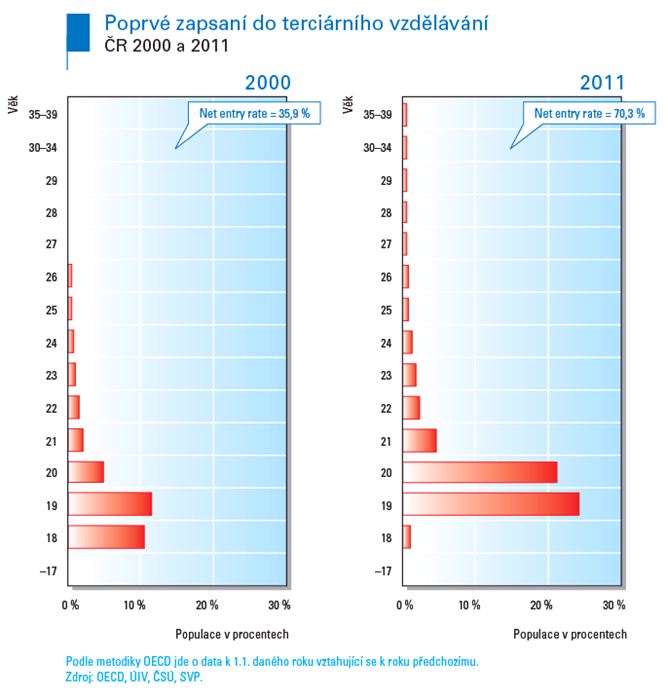 Poprvé zapsaní do terciárního vzdělávání
ČR 2000 a 2011
2000
Věk
Net entry rate = 35,9 %
35–39
30–34
29
28
27
26
25
24
23
22
21
20
19
18
–17
0 % 10 % 20 % 30 %
Populace v procentech
2011
Věk
Net entry rate = 70,3 %
35–39
30–34
29
28
27
26
25
24
23
22
21
20
19
18
–17
0 % 10 % 20 % 30 %
Populace v procentech
Podle metodiky OECD jde o data k 1.1. daného roku vztahující se k roku předchozímu.
Zdroj: OECD, ÚIV, ČSÚ, SVP.